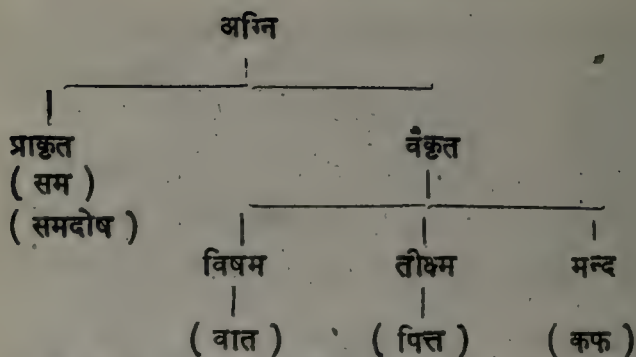 अग्नि
प्राकृत वैकृत
( सम )
( समदोष )
विषम तीक्ष्म मन्द
( वात ) ( पित्त ) ( कफ )